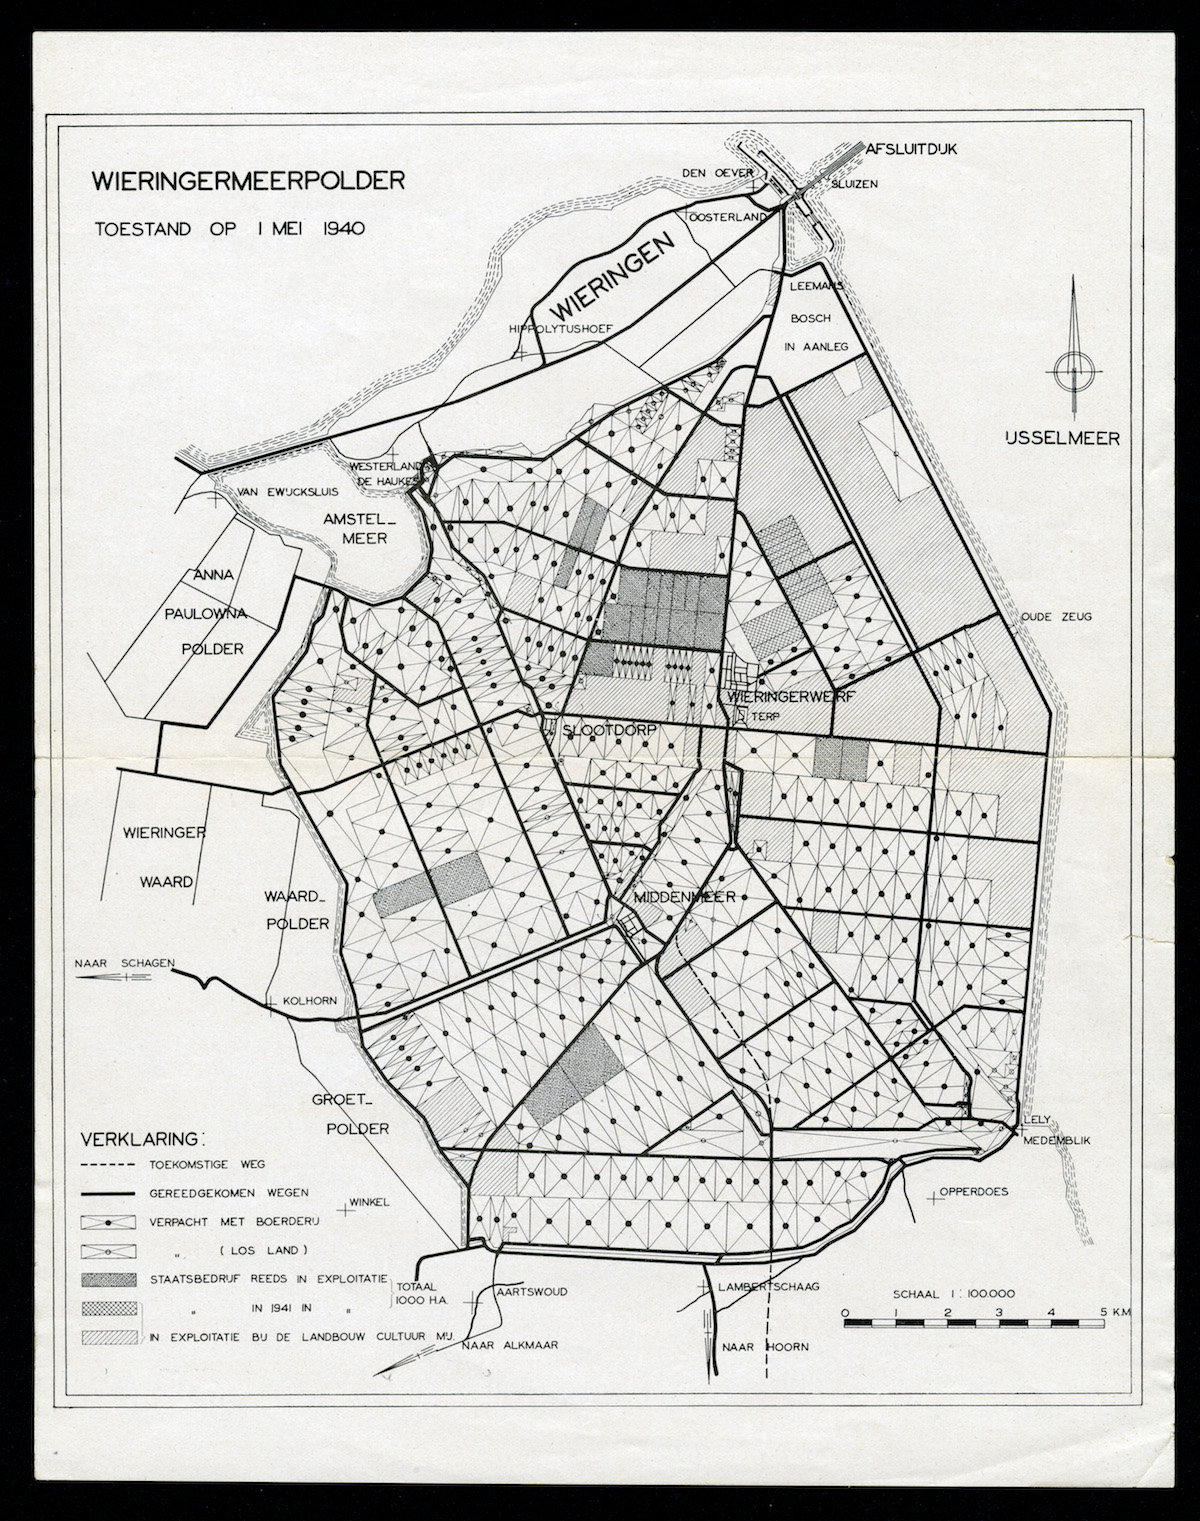 WIERINGERMEERPOLDER
TOESTAND OP 1 MEI 1940
AFSLUITDIJK
DEN OEVER
SLUIZEN
OOSTERLAND
WIERINGEN
LEEMANS
BOSCH
IN AANLEG
HIPPOLYTUSHOEF
IJSSELMEER
WESTERLAND
DE HAUKES
VAN EWIJCKSLUIS
AMSTEL_
MEER
ANNA
PAULOWNA
POLDER
OUDE ZEUG
WIERINGERWERF
TERP
SLOOTDORP
WIERINGER
WAARD
WAARD_
POLDER
MIDDENMEER
NAAR SCHAGEN
KOLHORN
GROET_
POLDER
LELY
MEDEMBLIK
OPPERDOES
WINKEL
VERKLARING:
TOEKOMSTIGE WEG
GEREEDGEKOMEN WEGEN
VERPACHT MET BOERDERIJ
„ (LOS LAND)
STAATSBEDRIJF REEDS IN EXPLOITATIE
„ IN 1941 IN „
TOTAAL
1000 H.A.
IN EXPLOITATIE BIJ DE LANDBOUW CULTUUR MIJ.
AARTSWOUD
NAAR ALKMAAR
LAMBERTSCHAAG
NAAR HOORN
SCHAAL 1:100.000
0 1 2 3 4 5 K.M.